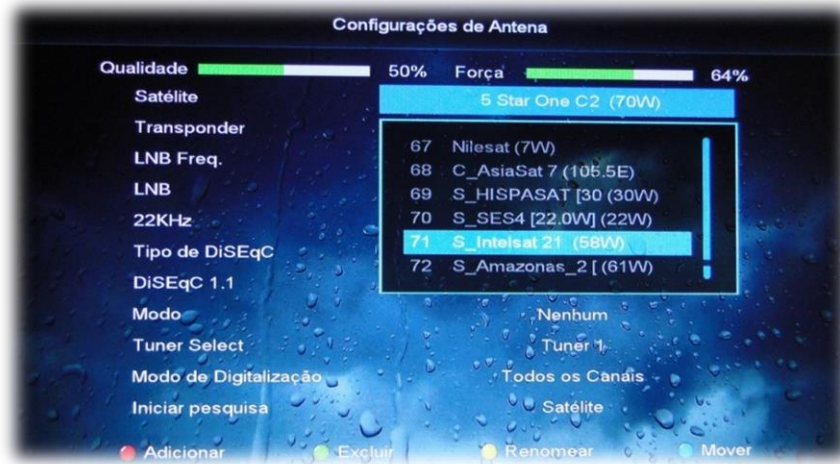 Configurações de Antena
Qualidade 50% Força 64%
Satélite 5 Star One C2 (70W)
Transponder
67 Nilesat (7W)
LNB Freq. 68 C_AsiaSat 7 (105.5E)
LNB 69 S_HISPASAT [30 (30W)
22KHz 70 S_SES4 [22.0W] (22W)
Tipo de DiSEqC 71 S_Intelsat 21 (58W)
DiSEqC 1.1 72 S_Amazonas_2 [ (61W)
Modo Nenhum
Tuner Select Tuner 1
Modo de Digitalização Todos os Canais
Iniciar pesquisa Satélite
Adicionar Excluir Renomear Mover